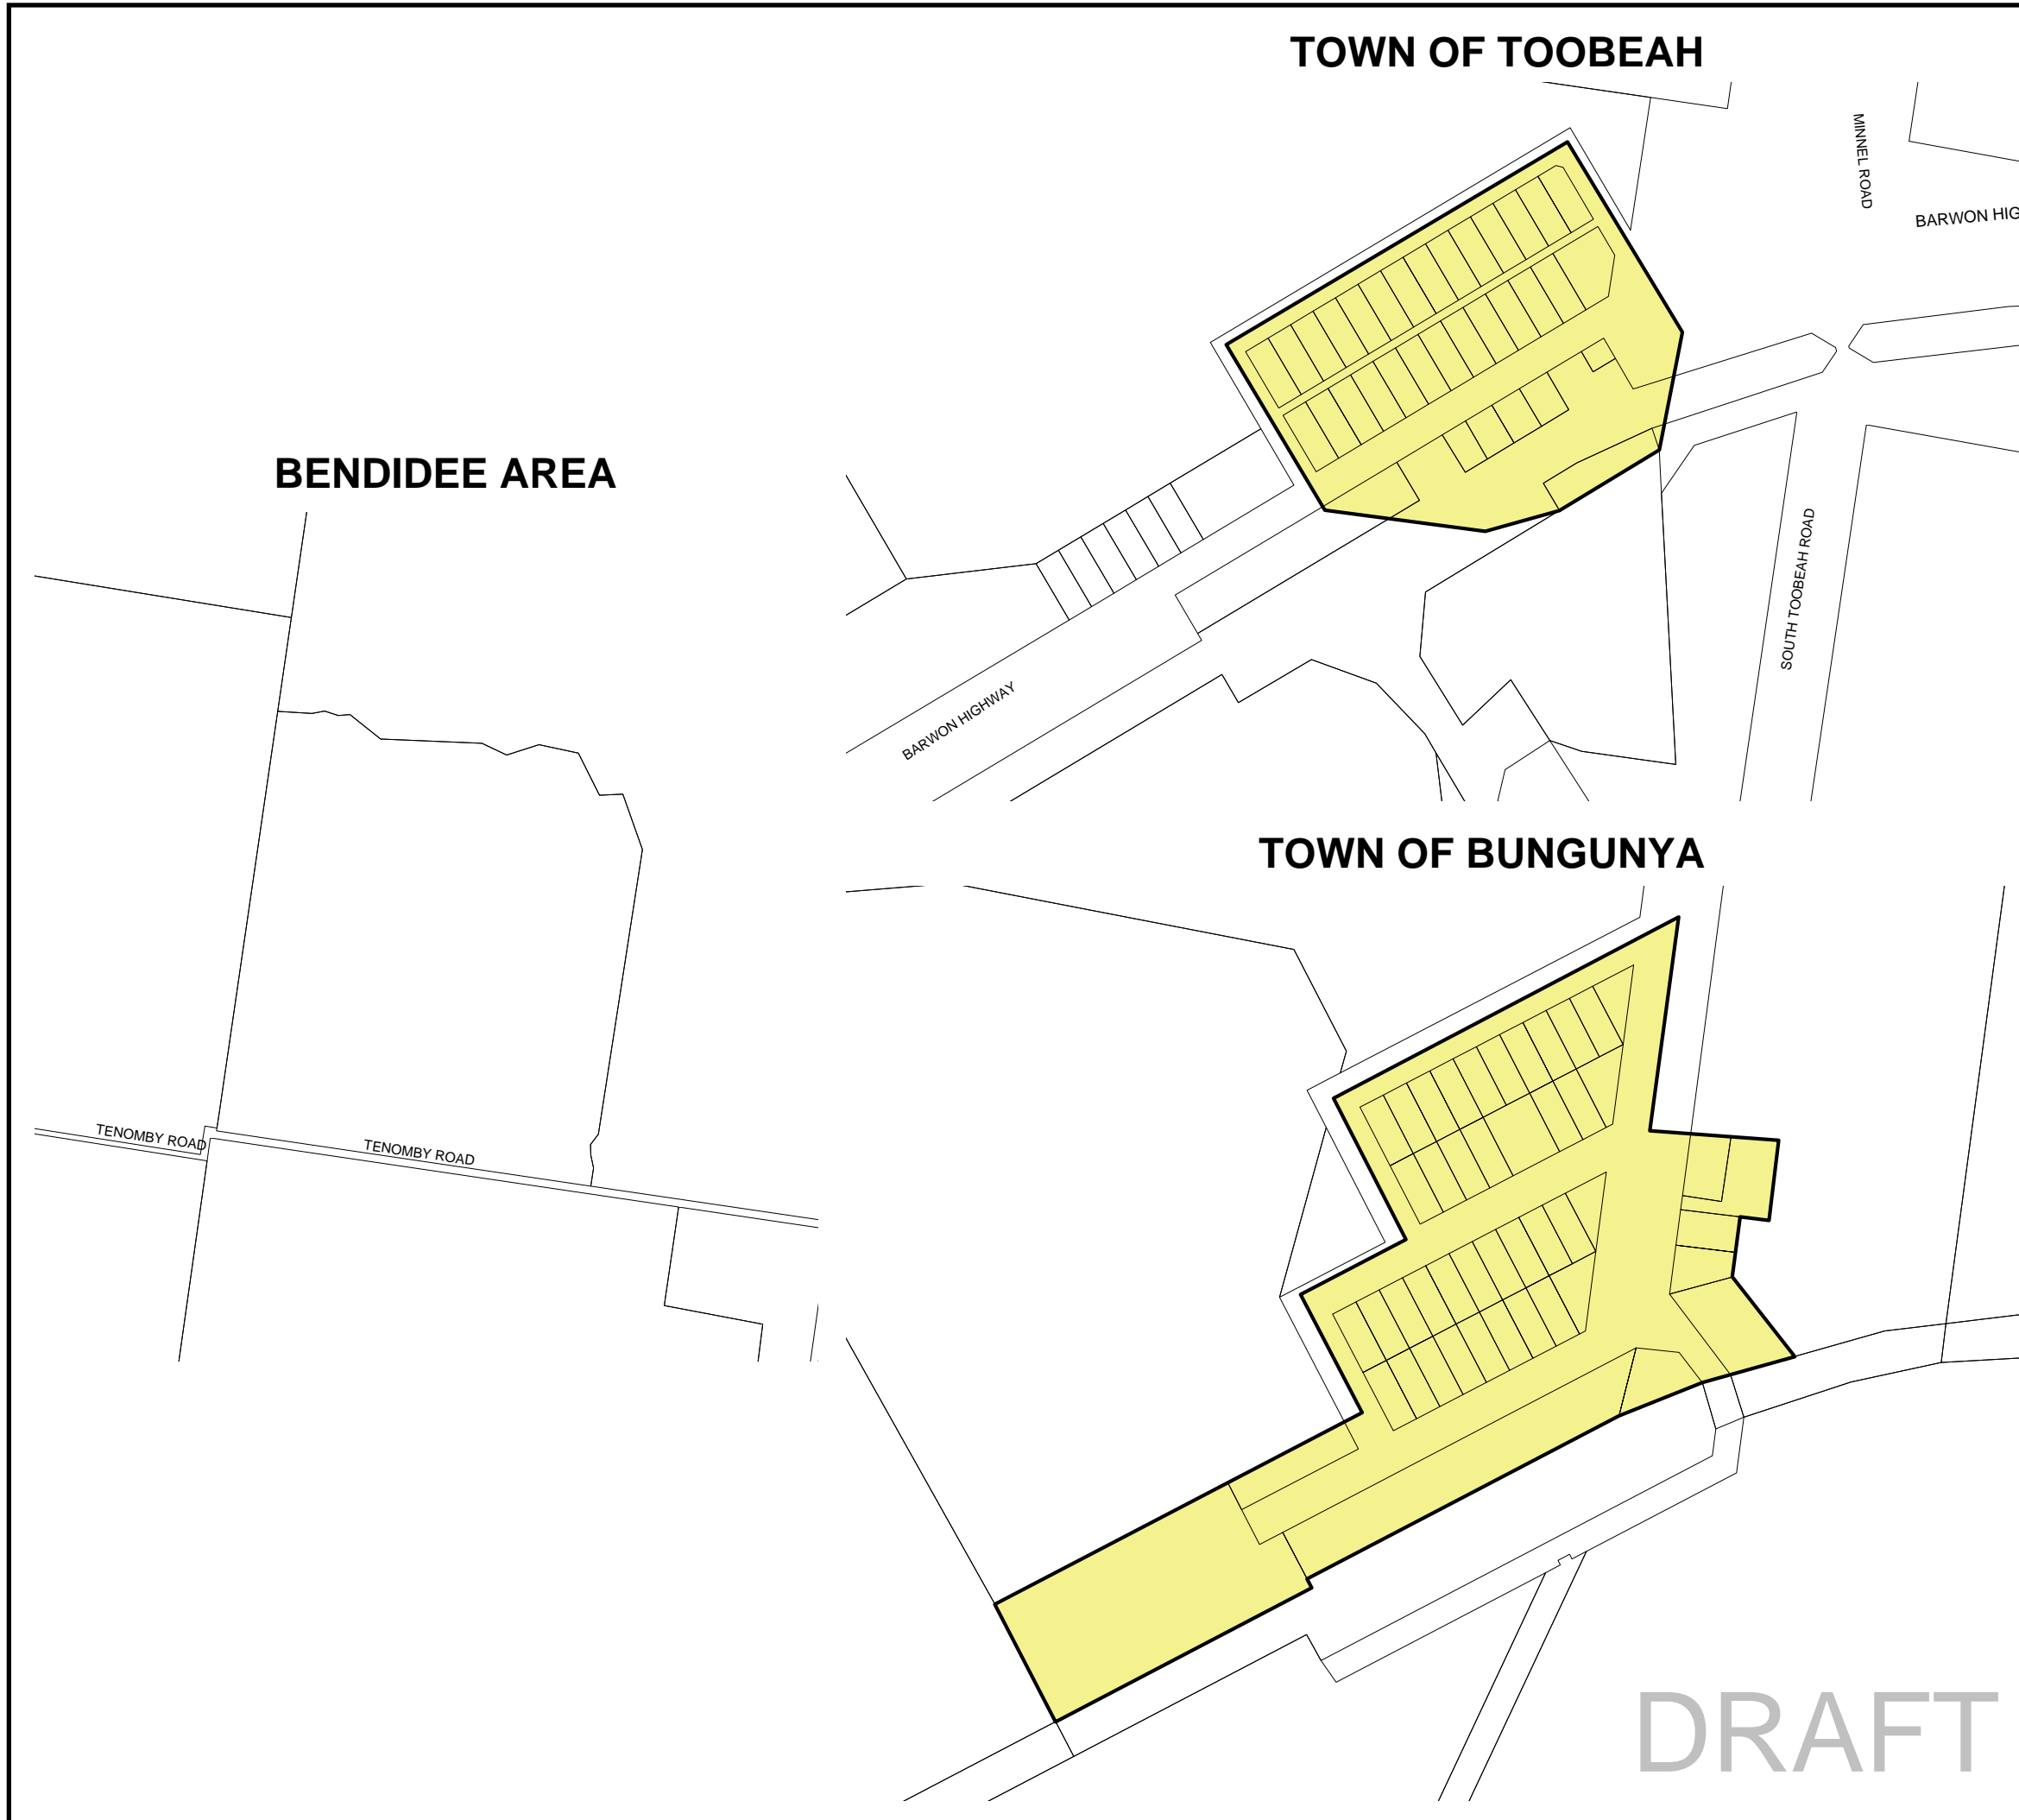 TOWN OF TOOBEAH
MINNEL ROAD
BARWON HIG
BENDIDEE AREA
SOUTH TOOBEAH ROAD
BARWON HIGHWAY
TOWN OF BUNGUNYA
TENOMBY ROAD
TENOMBY ROAD
DRAFT